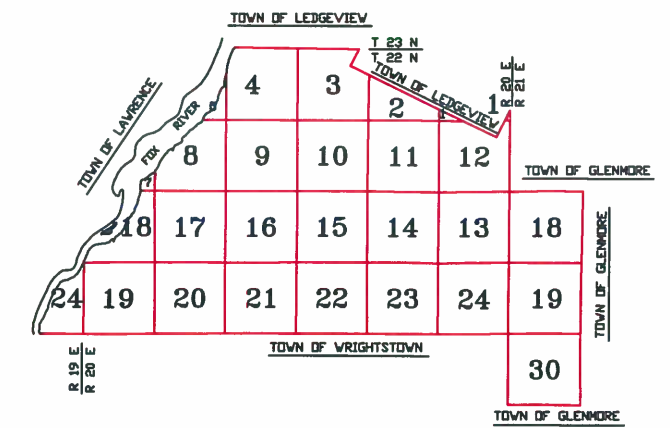 TOWN OF LEDGEVIEW
T 23 N
T 22 N
TOWN OF LEDGEVIEW
R 20 E
R 21 E
TOWN OF LAWRENCE
FOX RIVER
4 3 2 1
8 9 10 11 12
TOWN OF GLENMORE
7
18 17 16 15 14 13 18
TOWN OF GLENMORE
24 19 20 21 22 23 24 19
TOWN OF WRIGHTSTOWN
R 19 E
R 20 E
30
TOWN OF GLENMORE